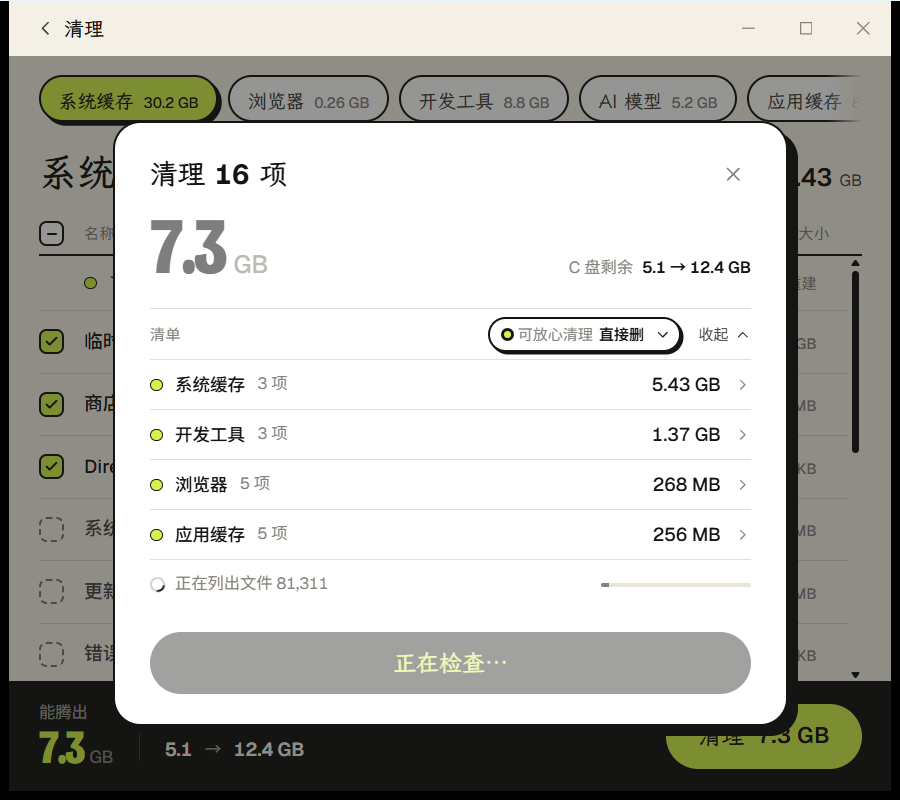 清理
系统缓存 30.2 GB 浏览器 0.26 GB 开发工具 8.8 GB AI 模型 5.2 GB 应用缓存
系统 .43 GB
名称 大小
清理 16 项
7.3 GB
C 盘剩余 5.1 → 12.4 GB
清单 可放心清理 直接删 收起
系统缓存 3 项 5.43 GB
开发工具 3 项 1.37 GB
浏览器 5 项 268 MB
应用缓存 5 项 256 MB
正在列出文件 81,311
正在检查…
建
临时 GB
商店 MB
Dire KB
系统 MB
更新 MB
错误 KB
能腾出
7.3 GB 5.1 → 12.4 GB
清理 7.3 GB